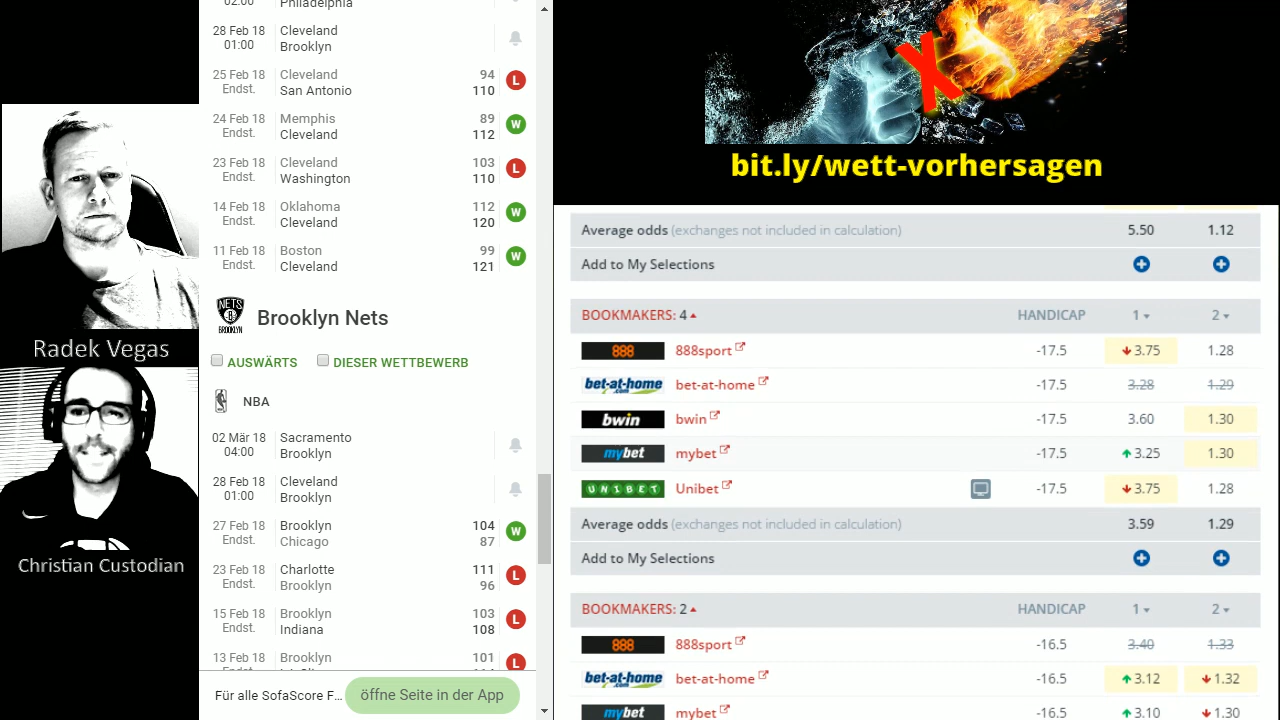 02:00 Philadelphia
28 Feb 18 Cleveland
01:00 Brooklyn
25 Feb 18 Cleveland 94
Endst. San Antonio 110 L
24 Feb 18 Memphis 89
Endst. Cleveland 112 W
23 Feb 18 Cleveland 103
Endst. Washington 110 L
14 Feb 18 Oklahoma 112
Endst. Cleveland 120 W
11 Feb 18 Boston 99
Endst. Cleveland 121 W
NETS
B
BROOKLYN
Brooklyn Nets
AUSWÄRTS DIESER WETTBEWERB
NBA
02 Mär 18 Sacramento
04:00 Brooklyn
28 Feb 18 Cleveland
01:00 Brooklyn
27 Feb 18 Brooklyn 104
Endst. Chicago 87 W
23 Feb 18 Charlotte 111
Endst. Brooklyn 96 L
15 Feb 18 Brooklyn 103
Endst. Indiana 108 L
13 Feb 18 Brooklyn 101 L
Für alle SofaScore F... öffne Seite in der App
Radek Vegas
Christian Custodian
X
bit.ly/wett-vorhersagen
Average odds (exchanges not included in calculation) 5.50 1.12
Add to My Selections
BOOKMAKERS: 4 HANDICAP 1 2
888 888sport -17.5 3.75 1.28
bet-at-home.com bet-at-home -17.5 3.28 1.29
bwin bwin -17.5 3.60 1.30
mybet mybet -17.5 3.25 1.30
UNIBET Unibet -17.5 3.75 1.28
Average odds (exchanges not included in calculation) 3.59 1.29
Add to My Selections
BOOKMAKERS: 2 HANDICAP 1 2
888 888sport -16.5 3.40 1.33
bet-at-home.com bet-at-home -16.5 3.12 1.32
mybet mybet -16.5 3.10 1.30